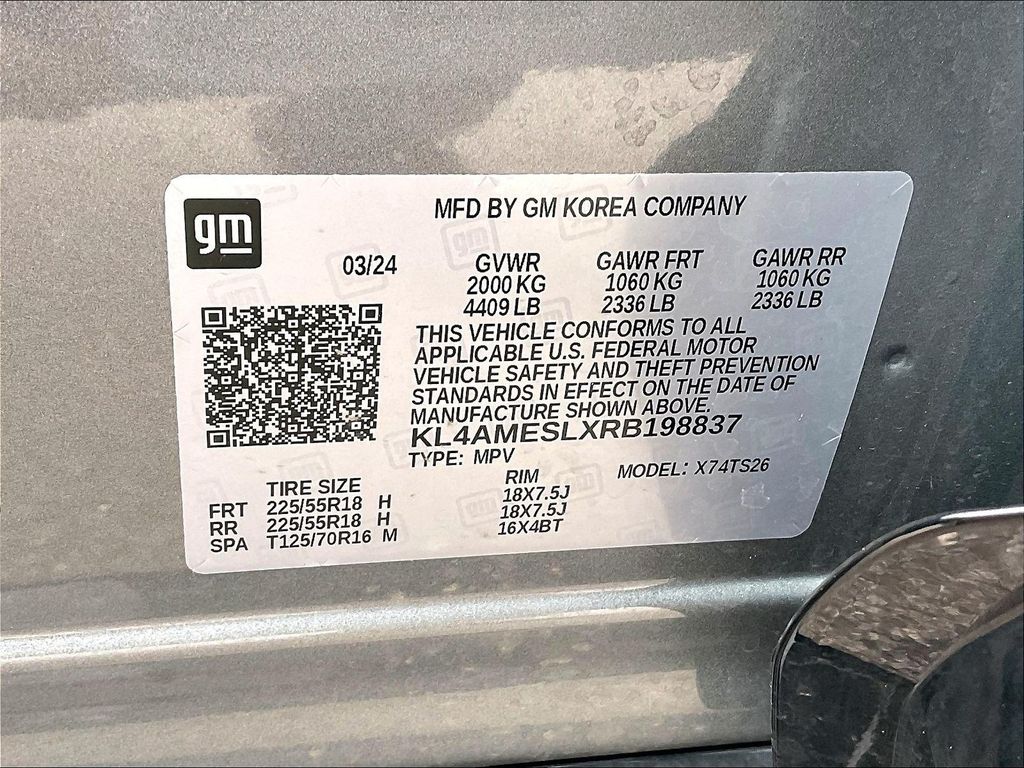 gm
MFD BY GM KOREA COMPANY
03/24 GVWR GAWR FRT GAWR RR
2000 KG 1060 KG 1060 KG
4409 LB 2336 LB 2336 LB
THIS VEHICLE CONFORMS TO ALL
APPLICABLE U.S. FEDERAL MOTOR
VEHICLE SAFETY AND THEFT PREVENTION
STANDARDS IN EFFECT ON THE DATE OF
MANUFACTURE SHOWN ABOVE.
KL4AMESLXRB198837
TYPE: MPV MODEL: X74TS26
TIRE SIZE RIM
FRT 225/55R18 H 18X7.5J
RR 225/55R18 H 18X7.5J
SPA T125/70R16 M 16X4BT